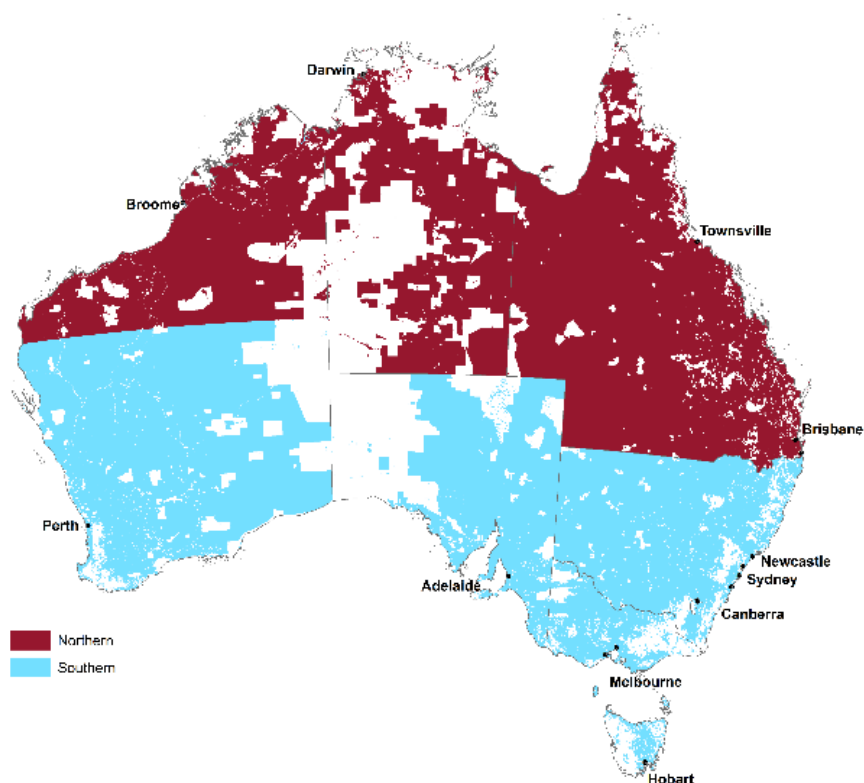 Darwin
Broome
Townsville
Brisbane
Perth
Newcastle
Sydney
Adelaide
Canberra
Northern
Southern
Melbourne
Hobart